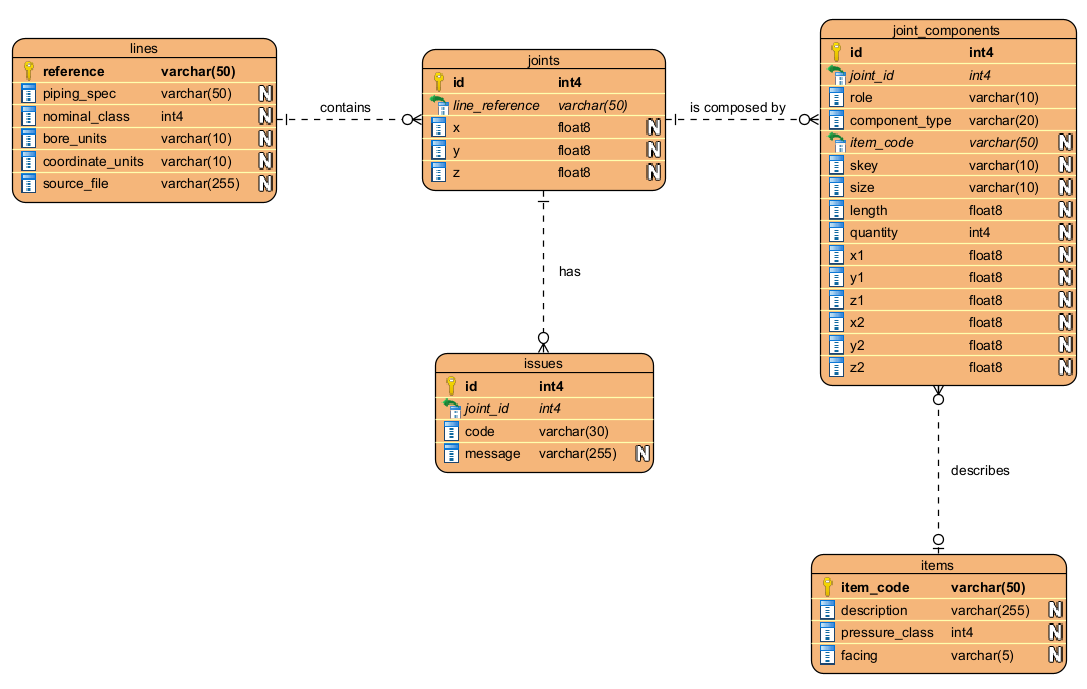 lines
reference varchar(50)
piping_spec varchar(50) N
nominal_class int4 N
bore_units varchar(10) N
coordinate_units varchar(10) N
source_file varchar(255) N
contains
joints
id int4
line_reference varchar(50)
x float8 N
y float8 N
z float8 N
is composed by
joint_components
id int4
joint_id int4
role varchar(10)
component_type varchar(20)
item_code varchar(50) N
skey varchar(10) N
size varchar(10) N
length float8 N
quantity int4 N
x1 float8 N
y1 float8 N
z1 float8 N
x2 float8 N
y2 float8 N
z2 float8 N
has
issues
id int4
joint_id int4
code varchar(30)
message varchar(255) N
describes
items
item_code varchar(50)
description varchar(255) N
pressure_class int4 N
facing varchar(5) N